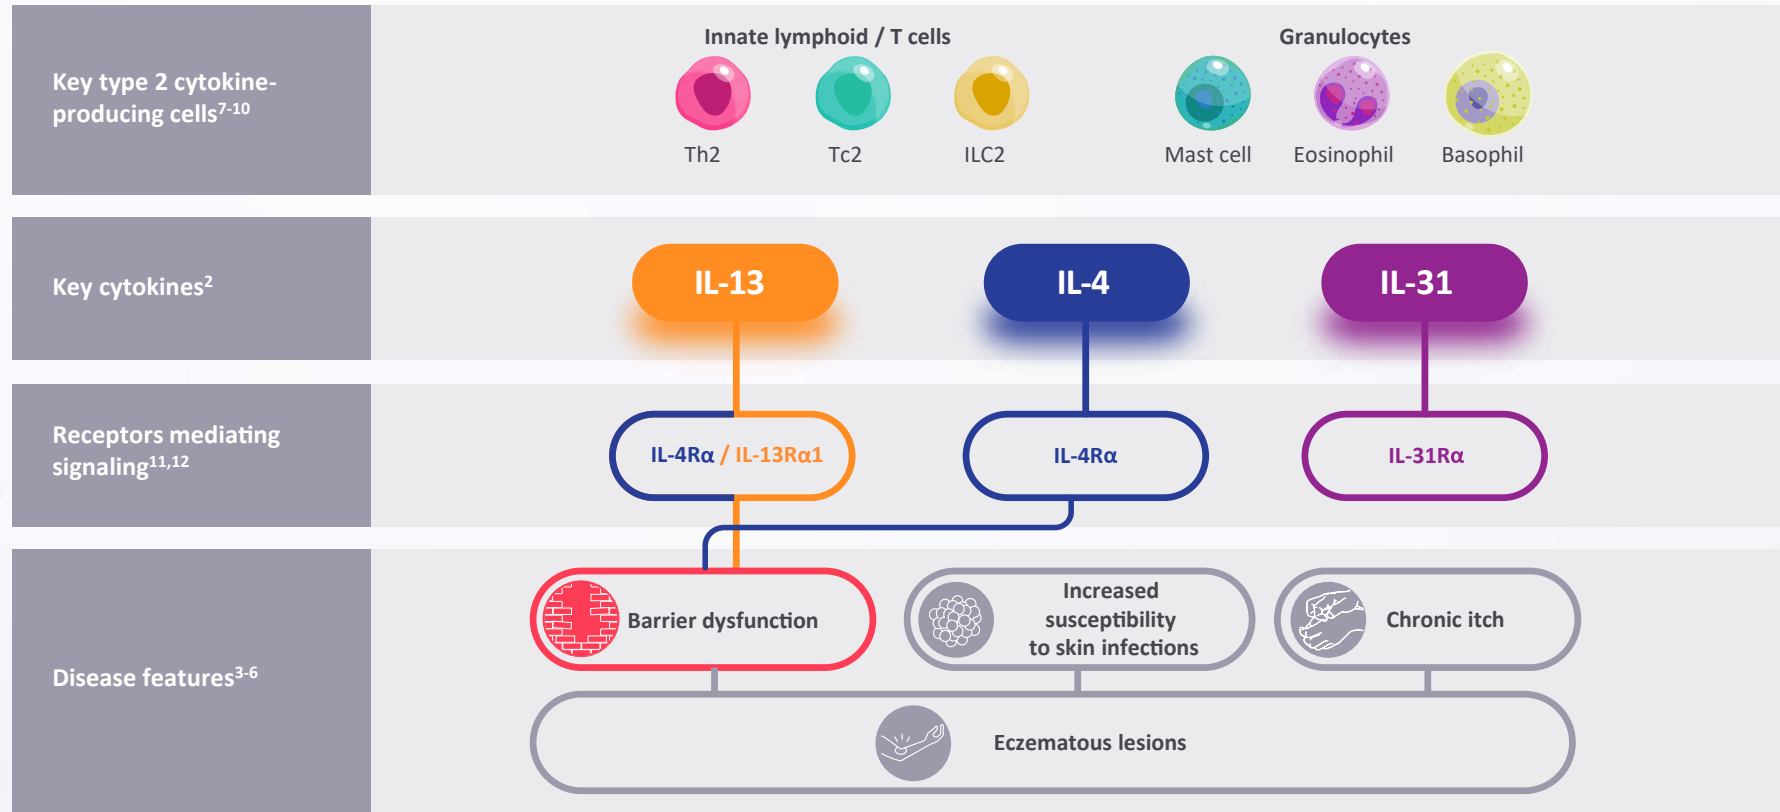 Innate lymphoid / T cells
Granulocytes
Key type 2 cytokine-
producing cells7-10
Th2
Tc2
ILC2
Mast cell
Eosinophil
Basophil
Key cytokines2
IL-13
IL-4
IL-31
Receptors mediating
signaling11,12
IL-4Rα / IL-13Rα1
IL-4Rα
IL-31Rα
Disease features3-6
Barrier dysfunction
Increased
susceptibility
to skin infections
Chronic itch
Eczematous lesions